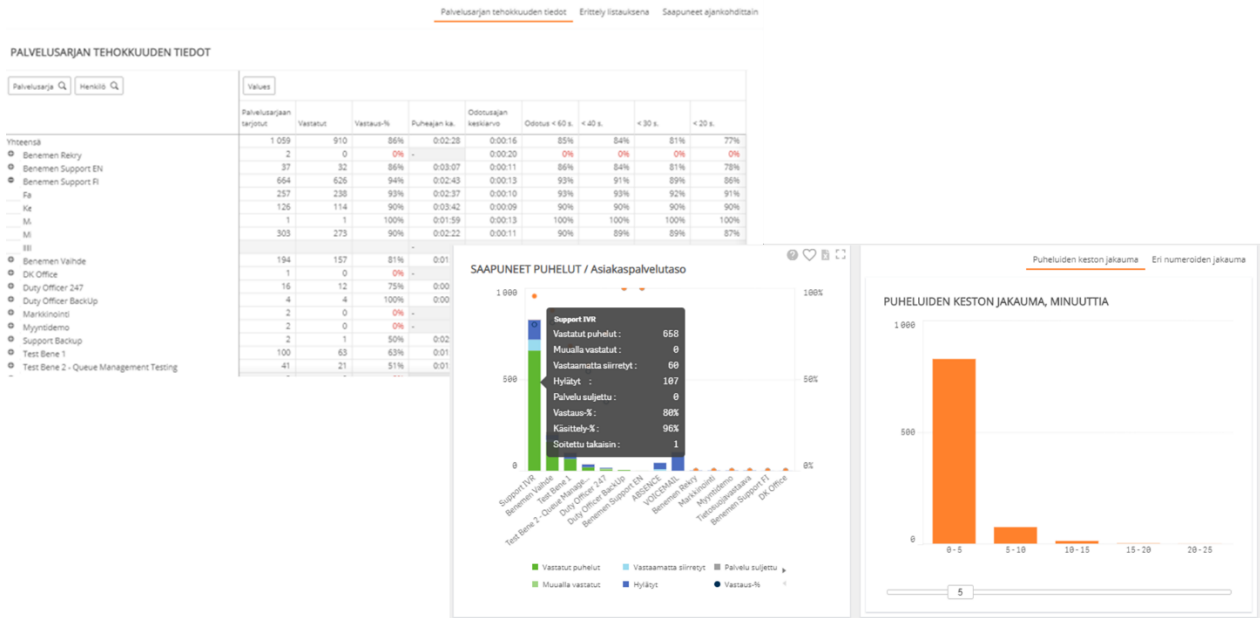 Palvelusarjan tehokkuuden tiedot Erittely listauksena Saapuneet ajankohdittain
PALVELUSARJAN TEHOKKUUDEN TIEDOT
Palvelusarja Henkilö Values
Palvelusarjaan tarjotut Vastatut Vastaus-% Puheajan ka. Odotusajan keskiarvo Odotus < 60 s. < 40 s. < 30 s. < 20 s.
Yhteensä 1 059 910 86% 0:02:28 0:00:16 85% 84% 81% 77%
Benemen Rekry 2 0 0% - 0:00:20 0% 0% 0% 0%
Benemen Support EN 37 32 86% 0:03:07 0:00:11 86% 84% 81% 78%
Benemen Support FI 664 626 94% 0:02:43 0:00:13 93% 91% 89% 86%
Fa 257 238 93% 0:02:37 0:00:10 93% 93% 92% 91%
Ke 126 114 90% 0:03:42 0:00:09 90% 90% 90% 90%
1 1 100% 0:01:59 0:00:13 100% 100% 100% 100%
Mi 303 273 90% 0:02:22 0:00:11 90% 89% 89% 87%
-
Benemen Vaihde 194 157 81% 0:01:
DK Office 1 0 0% -
Duty Officer 247 16 12 75% 0:00
Duty Officer BackUp 4 4 100% 0:00
Markkinointi 2 0 0% -
Myyntidemo 2 0 0% -
Support Backup 2 1 50% 0:02
Test Bene 1 100 63 63% 0:01:
Test Bene 2 - Queue Management Testing 41 21 51% 0:01
SAAPUNEET PUHELUT / Asiakaspalvelutaso
1000 100%
500 50%
0 0%
Support IVR
Vastatut puhelut : 658
Muualla vastatut : 0
Vastaamatta siirretyt : 60
Hylätyt : 107
Palvelu suljettu : 0
Vastaus-% : 80%
Käsittely-% : 96%
Soitettu takaisin : 1
Support IVR
Benemen Vaihde
Test Bene 1
Test Bene 2 - Queue Manage...
Duty Officer 247
Duty Officer BackUp
Benemen Support EN
ABSENCE
VOICEMAIL
Benemen Rekry
Markkinointi
Myyntidemo
Tietosuojavastaava
Benemen Support FI
DK Office
Vastatut puhelut Vastaamatta siirretyt Palvelu suljettu
Muualla vastatut Hylätyt Vastaus-%
Puheluiden keston jakauma Eri numeroiden jakauma
PUHELUIDEN KESTON JAKAUMA, MINUUTTIA
1000
500
0
0-5 5-10 10-15 15-20 20-25
5